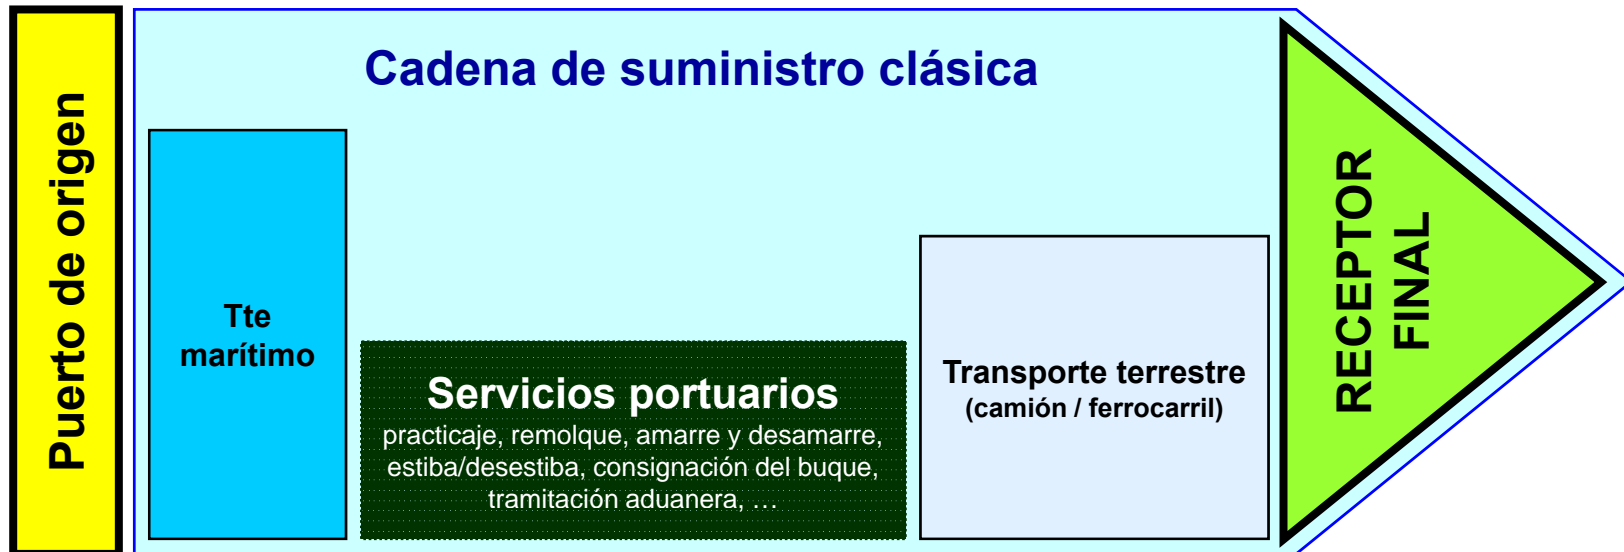 Puerto de origen
Cadena de suministro clásica
Tte
marítimo
Servicios portuarios
practicaje, remolque, amarre y desamarre,
estiba/desestiba, consignación del buque,
tramitación aduanera, …
Transporte terrestre
(camión / ferrocarril)
RECEPTOR
FINAL